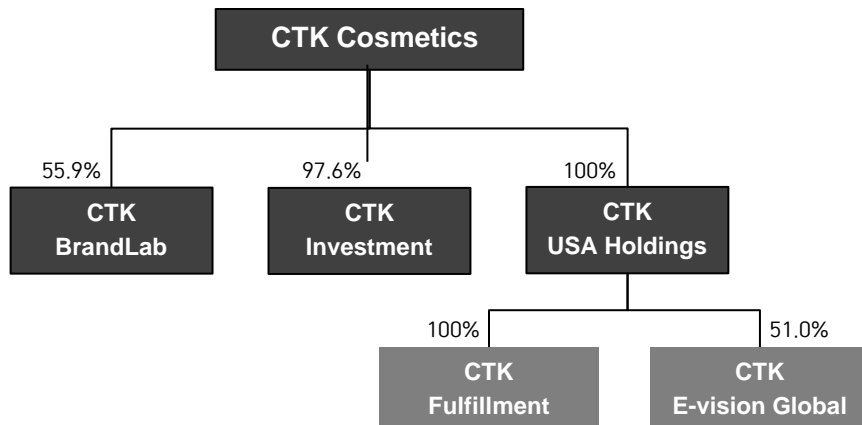 CTK Cosmetics
55.9%
97.6%
100%
CTK
BrandLab
CTK
Investment
CTK
USA Holdings
100%
51.0%
CTK
Fulfillment
CTK
E-vision Global